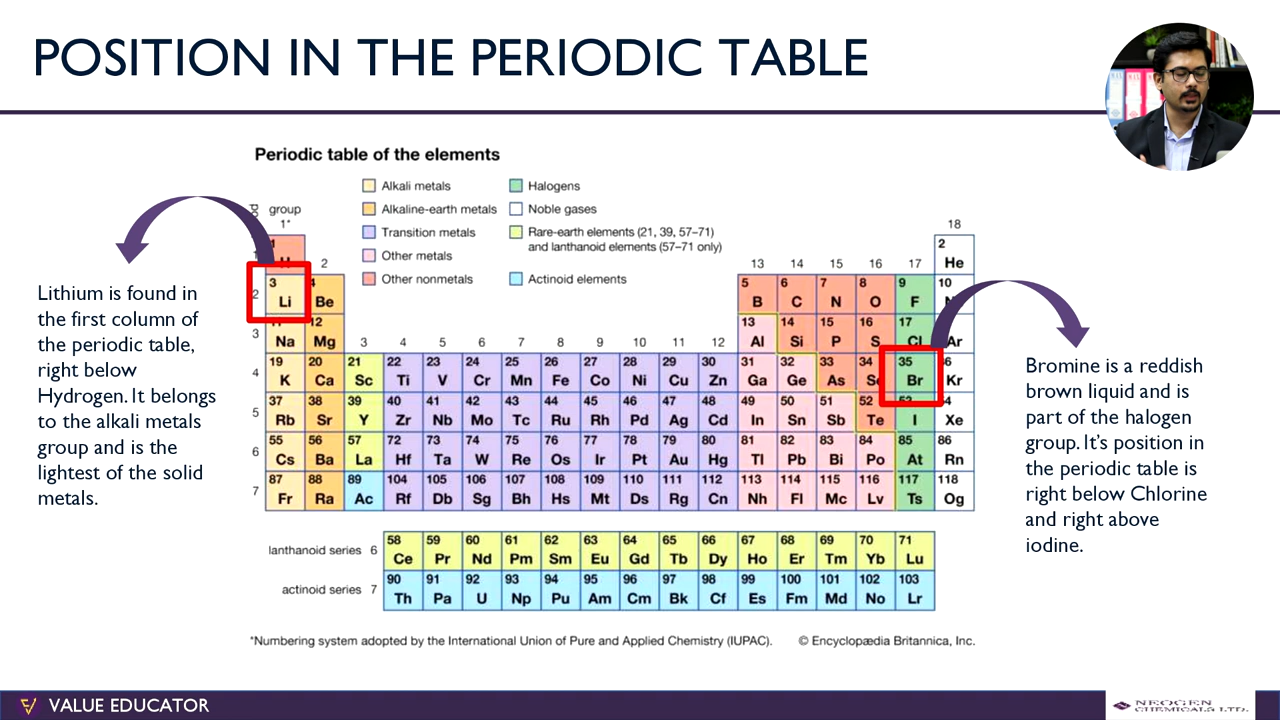 POSITION IN THE PERIODIC TABLE
Periodic table of the elements
Alkali metals
Alkaline-earth metals
Transition metals
Other metals
Other nonmetals
Halogens
Noble gases
Rare-earth elements (21, 39, 57–71)
and lanthanoid elements (57–71 only)
Actinoid elements
group
1* 18
1 2 He
2 13 14 15 16 17
2 3 Li 4 Be 5 B 6 C 7 N 8 O 9 F 10
3 Na 12 Mg 3 4 5 6 7 8 9 10 11 12 13 Al 14 Si 15 P 16 S 17 Cl Ar
4 19 K 20 Ca 21 Sc 22 Ti 23 V 24 Cr 25 Mn 26 Fe 27 Co 28 Ni 29 Cu 30 Zn 31 Ga 32 Ge 33 As 34 35 Br Kr
5 37 Rb 38 Sr 39 Y 40 Zr 41 Nb 42 Mo 43 Tc 44 Ru 45 Rh 46 Pd 47 Ag 48 Cd 49 In 50 Sn 51 Sb 52 Te I Xe
6 55 Cs 56 Ba 57 La 72 Hf 73 Ta 74 W 75 Re 76 Os 77 Ir 78 Pt 79 Au 80 Hg 81 Tl 82 Pb 83 Bi 84 Po 85 At 86 Rn
7 87 Fr 88 Ra 89 Ac 104 Rf 105 Db 106 Sg 107 Bh 108 Hs 109 Mt 110 Ds 111 Rg 112 Cn 113 Nh 114 Fl 115 Mc 116 Lv 117 Ts 118 Og
lanthanoid series 6 58 Ce 59 Pr 60 Nd 61 Pm 62 Sm 63 Eu 64 Gd 65 Tb 66 Dy 67 Ho 68 Er 69 Tm 70 Yb 71 Lu
actinoid series 7 90 Th 91 Pa 92 U 93 Np 94 Pu 95 Am 96 Cm 97 Bk 98 Cf 99 Es 100 Fm 101 Md 102 No 103 Lr
*Numbering system adopted by the International Union of Pure and Applied Chemistry (IUPAC). © Encyclopædia Britannica, Inc.
Lithium is found in
the first column of
the periodic table,
right below
Hydrogen. It belongs
to the alkali metals
group and is the
lightest of the solid
metals.
Bromine is a reddish
brown liquid and is
part of the halogen
group. It's position in
the periodic table is
right below Chlorine
and right above
iodine.
VALUE EDUCATOR
NEOGEN
CHEMICALS LTD.